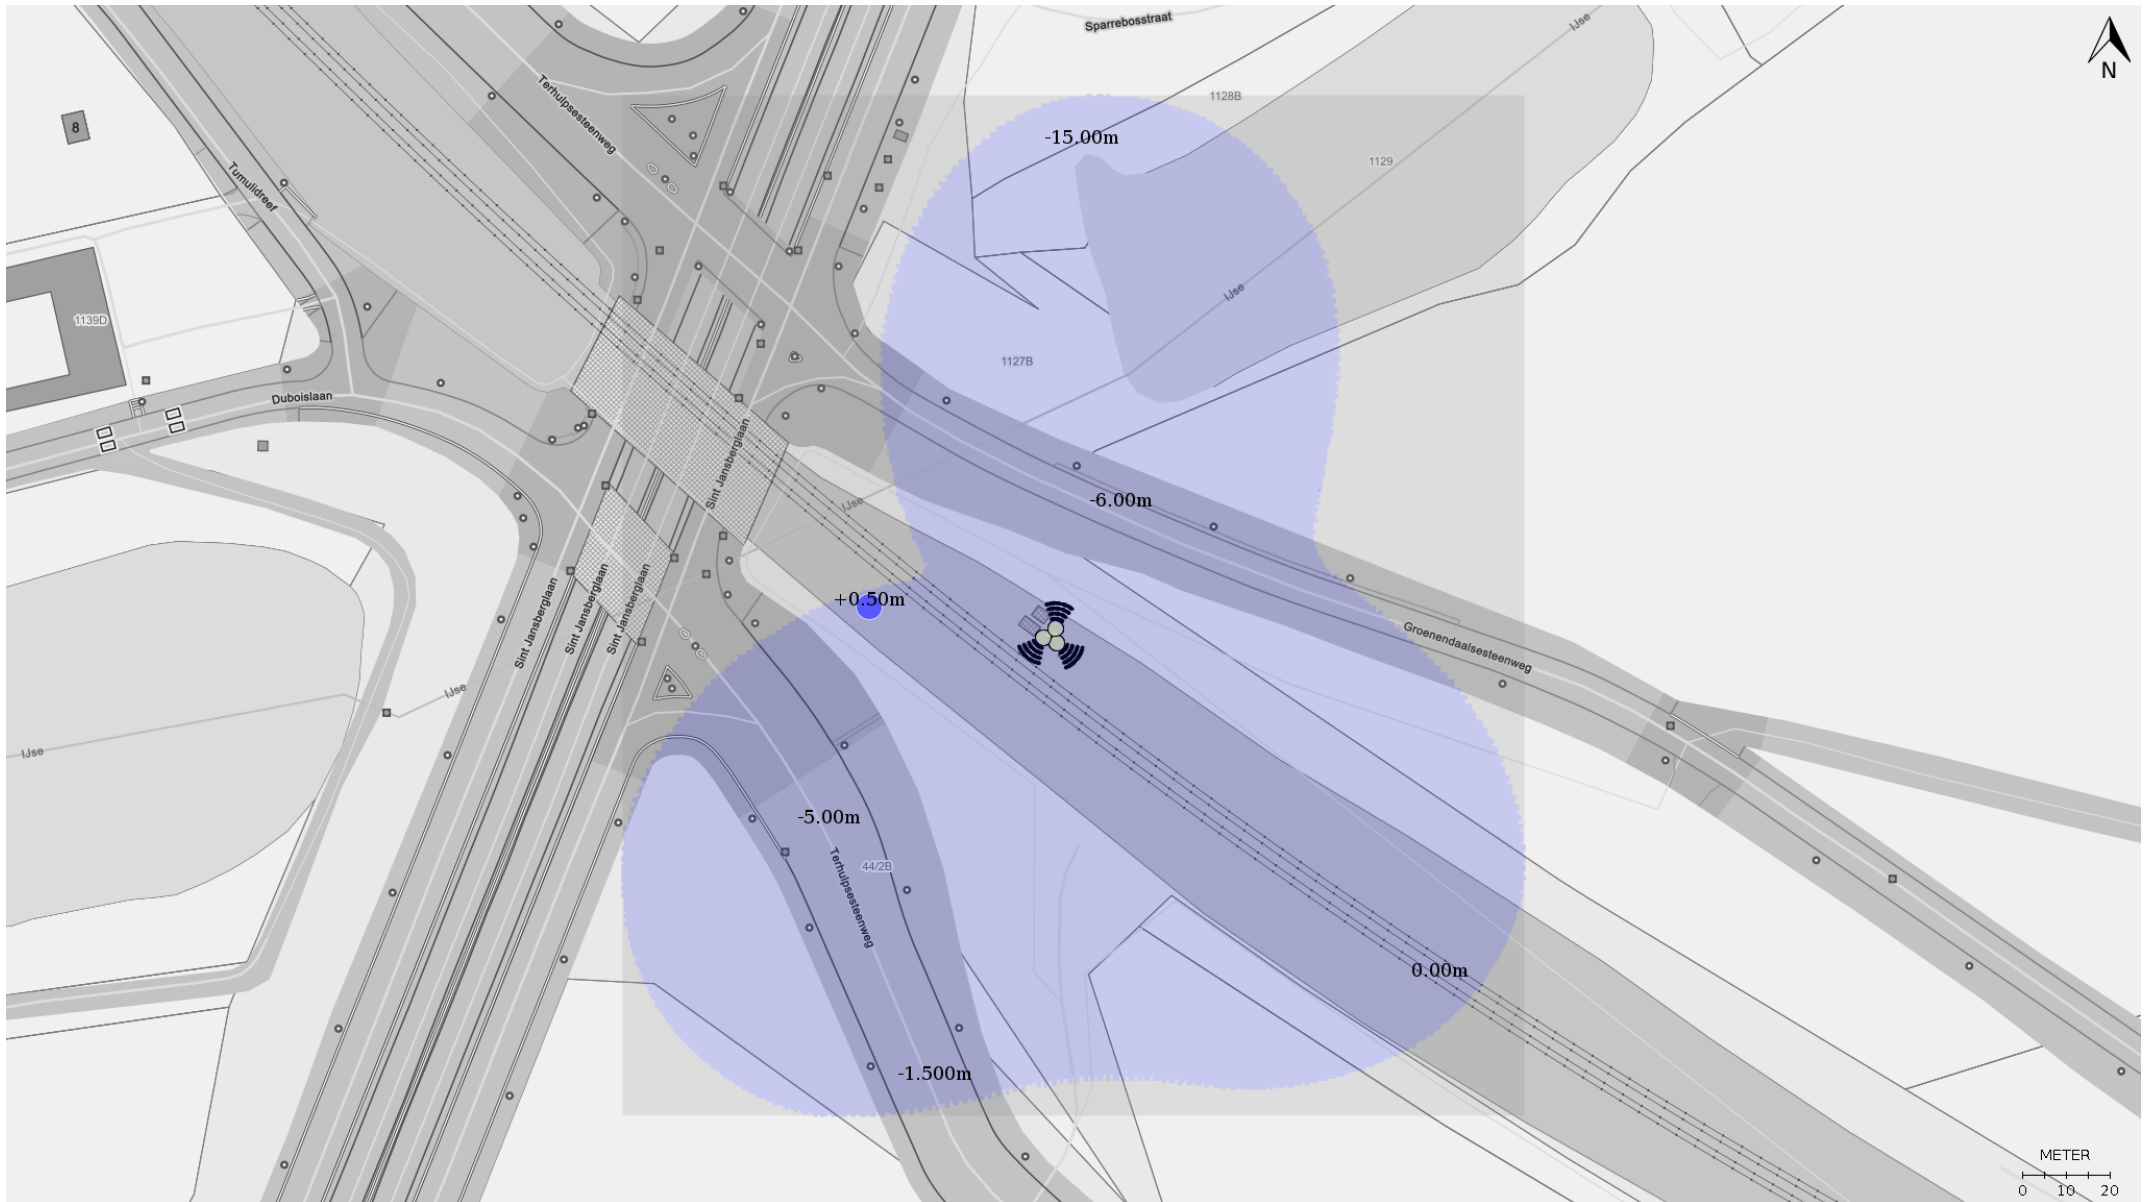 Sparrebosstraat
IJse
N
Terhulpsesteenweg
1128B
-15.00m
8
1129
Tumulidreef
IJse
1139D
1127B
Duboislaan
Sint Jansberglaan
IJse
-6.00m
+0.50m
Sint Jansberglaan
Sint Jansberglaan
Sint Jansberglaan
Groenendaalsesteenweg
IJse
IJse
-5.00m
44/2B
Terhulpsesteenweg
0.00m
-1.500m
METER
0 10 20